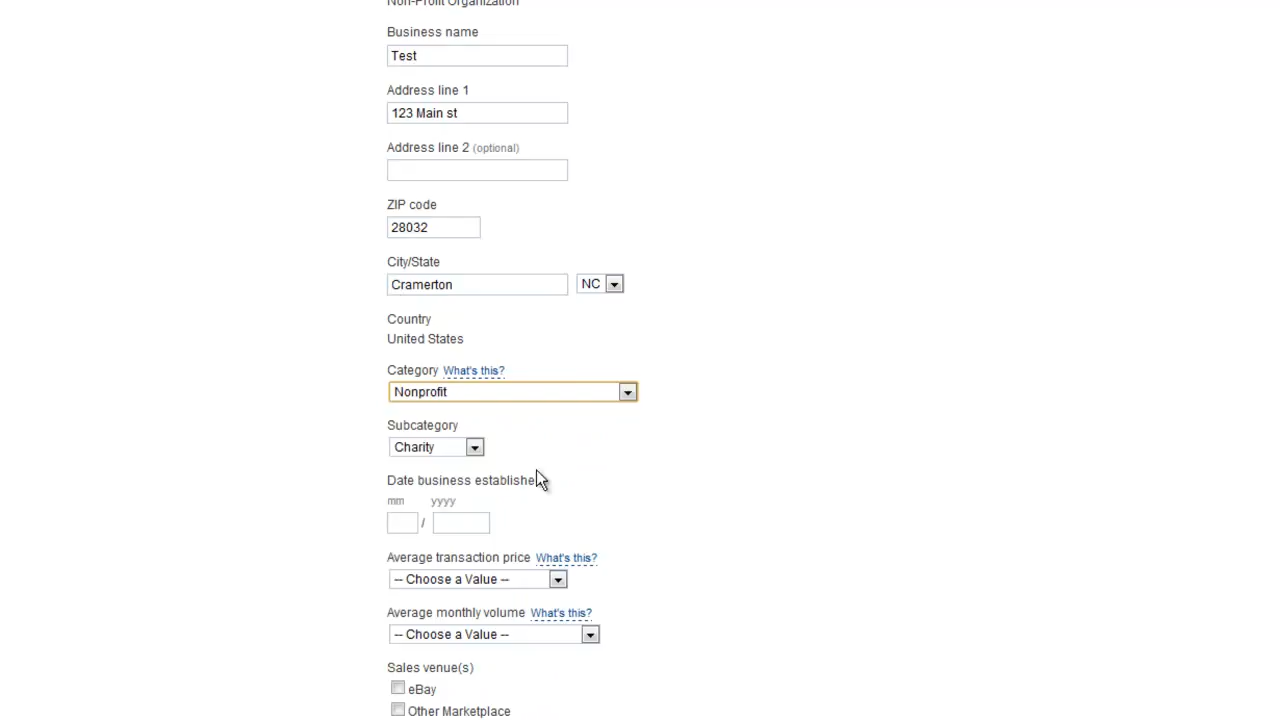 Non-Profit Organization
Business name
Test
Address line 1
123 Main st
Address line 2 (optional)
ZIP code
28032
City/State
Cramerton NC
Country
United States
Category What's this?
Nonprofit
Subcategory
Charity
Date business establishe
mm yyyy
/
Average transaction price What's this?
-- Choose a Value --
Average monthly volume What's this?
-- Choose a Value --
Sales venue(s)
eBay
Other Marketplace